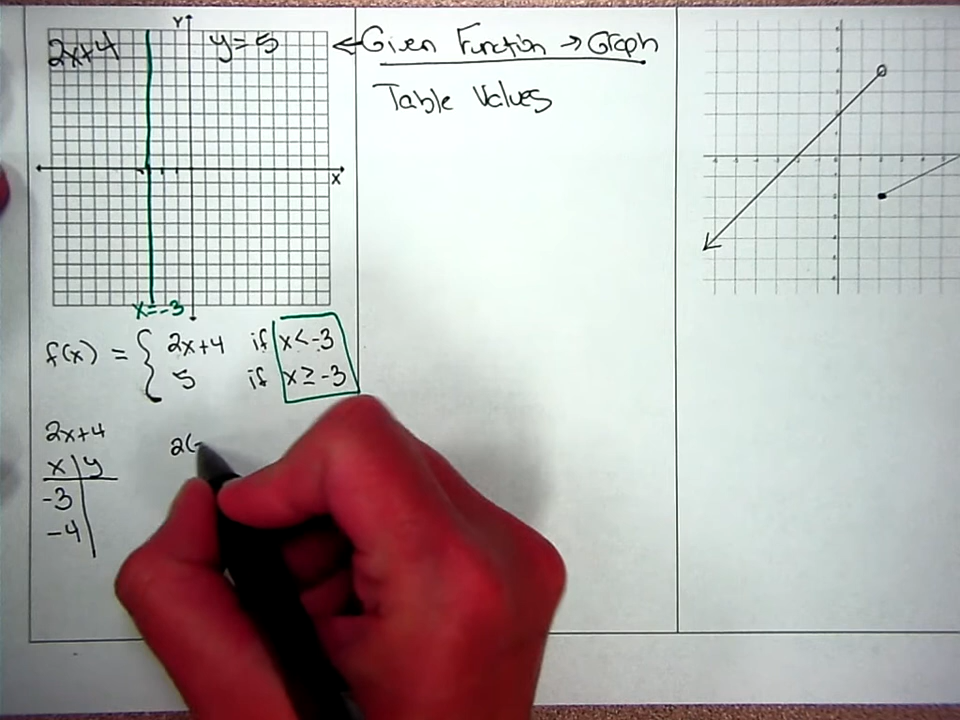 Y
2x+4
y=5
X
x=-3
f(x) = { 2x+4 if x<-3
5 if x≥-3
2x+4
x | y
-3
-4
2(-
←Given Function → Graph
Table Values